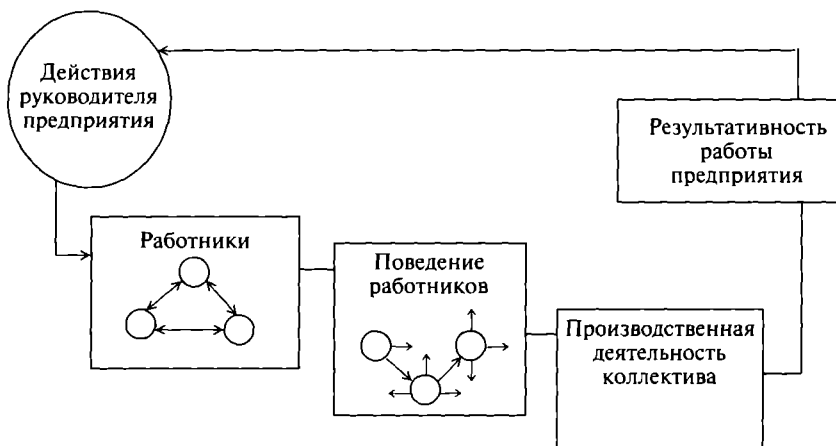 Действия
руководителя
предприятия
Результативность
работы
предприятия
Работники
Поведение
работников
Производственная
деятельность
коллектива